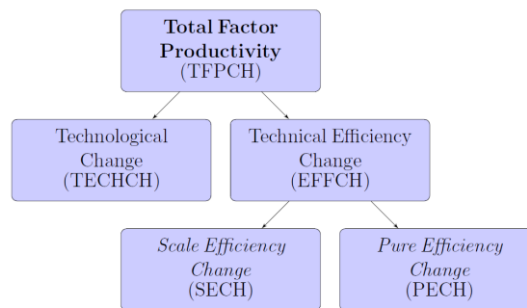 Total Factor
Productivity
(TFPCH)
Technological
Change
(TECHCH)
Technical Efficiency
Change
(EFFCH)
Scale Efficiency
Change
(SECH)
Pure Efficiency
Change
(PECH)